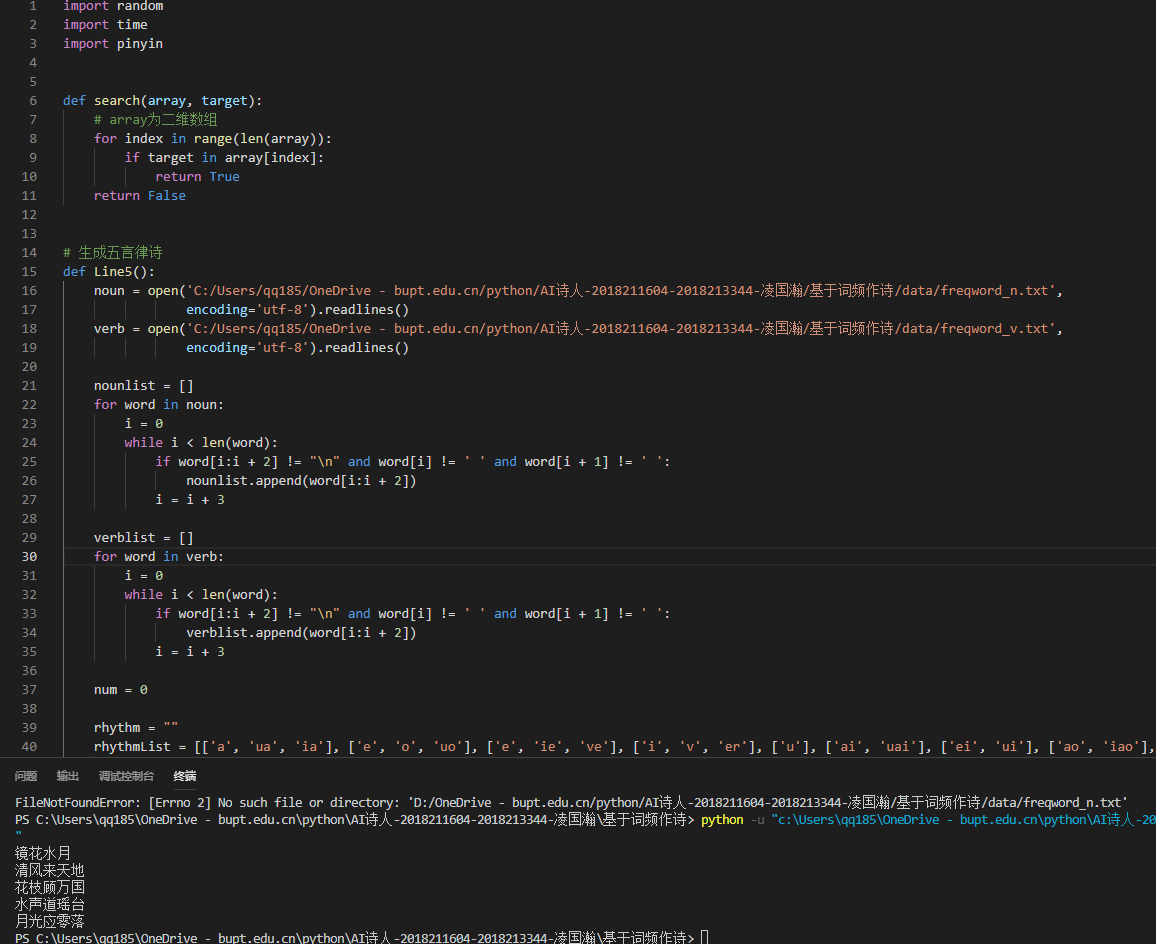 1 import random
2 import time
3 import pinyin
4
5
6 def search(array, target):
7     # array为二维数组
8     for index in range(len(array)):
9         if target in array[index]:
10             return True
11     return False
12
13
14 # 生成五言律诗
15 def Line5():
16     noun = open('C:/Users/qq185/OneDrive - bupt.edu.cn/python/AI诗人-2018211604-2018213344-凌国瀚/基于词频作诗/data/freqword_n.txt',
17                 encoding='utf-8').readlines()
18     verb = open('C:/Users/qq185/OneDrive - bupt.edu.cn/python/AI诗人-2018211604-2018213344-凌国瀚/基于词频作诗/data/freqword_v.txt',
19                 encoding='utf-8').readlines()
20
21     nounlist = []
22     for word in noun:
23         i = 0
24         while i < len(word):
25             if word[i:i + 2] != "\n" and word[i] != ' ' and word[i + 1] != ' ':
26                 nounlist.append(word[i:i + 2])
27             i = i + 3
28
29     verblist = []
30     for word in verb:
31         i = 0
32         while i < len(word):
33             if word[i:i + 2] != "\n" and word[i] != ' ' and word[i + 1] != ' ':
34                 verblist.append(word[i:i + 2])
35             i = i + 3
36
37     num = 0
38
39     rhythm = ""
40     rhythmList = [['a', 'ua', 'ia'], ['e', 'o', 'uo'], ['e', 'ie', 've'], ['i', 'v', 'er'], ['u'], ['ai', 'uai'], ['ei', 'ui'], ['ao', 'iao'],
问题 输出 调试控制台 终端
FileNotFoundError: [Errno 2] No such file or directory: 'D:/OneDrive - bupt.edu.cn/python/AI诗人-2018211604-2018213344-凌国瀚/基于词频作诗/data/freqword_n.txt'
PS C:\Users\qq185\OneDrive - bupt.edu.cn\python\AI诗人-2018211604-2018213344-凌国瀚\基于词频作诗> python -u "c:\Users\qq185\OneDrive - bupt.edu.cn\python\AI诗人-20
"
镜花水月
清风来天地
花枝顾万国
水声道瑶台
月光应零落
PS C:\Users\qq185\OneDrive - bupt.edu.cn\python\AI诗人-2018211604-2018213344-凌国瀚\基于词频作诗>